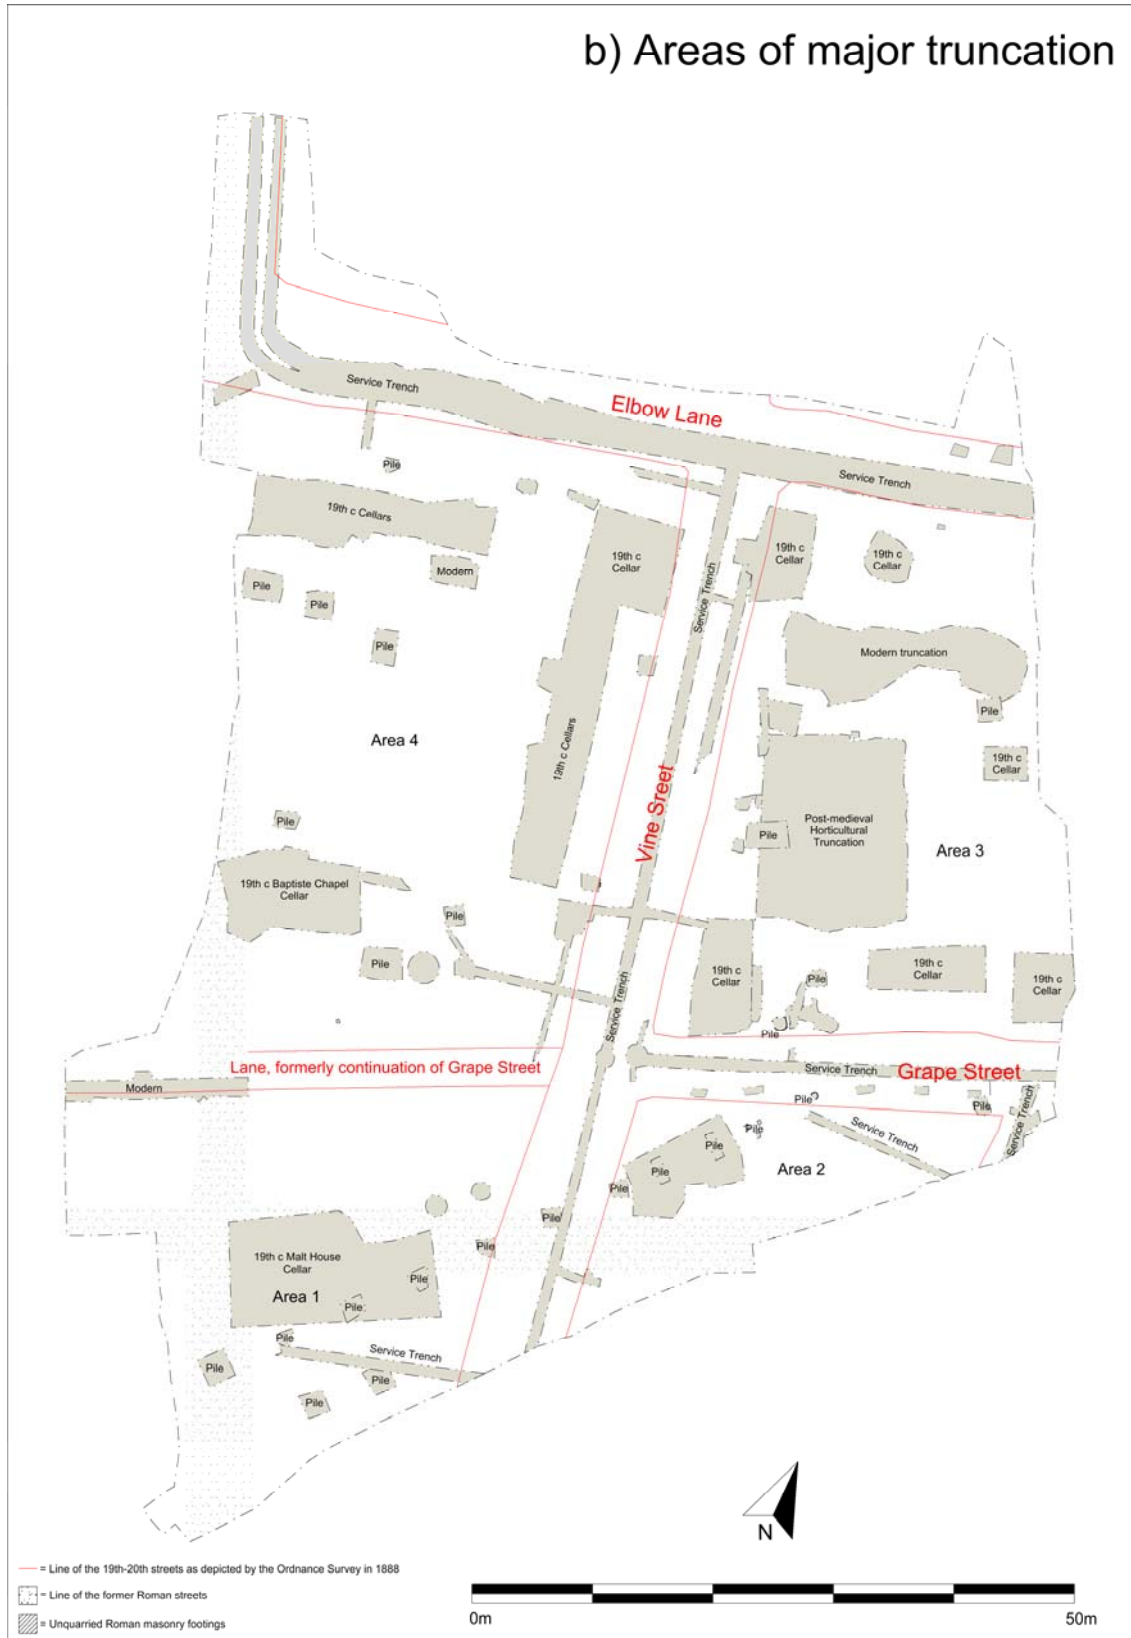 b) Areas of major truncation
Service Trench
Elbow Lane
Service Trench
Pile
19th c Cellars
19th c
Cellar
19th c
Cellar
19th c
Cellar
Modern
Pile
Pile
Service Trench
Pile
Modern truncation
Pile
Area 4
19th c Cellars
19th c
Cellar
Vine Sreet
Pile
Post-medieval
Horticultural
Truncation
Pile
Area 3
19th c Baptiste Chapel
Cellar
Pile
Pile
19th c
Cellar
Pile
19th c
Cellar
19th c
Cellar
Service Trench
Pile
Lane, formerly continuation of Grape Street
Service Trench
Grape Street
Modern
Pile
Pile
Service Trench
Pile
Service Trench
Pile
Pile
Area 2
Pile
Pile
Pile
19th c Malt House
Cellar
Pile
Area 1
Pile
Pile
Service Trench
Pile
Pile
Pile
N
= Line of the 19th-20th streets as depicted by the Ordnance Survey in 1888
= Line of the former Roman streets
= Unquarried Roman masonry footings
0m
50m